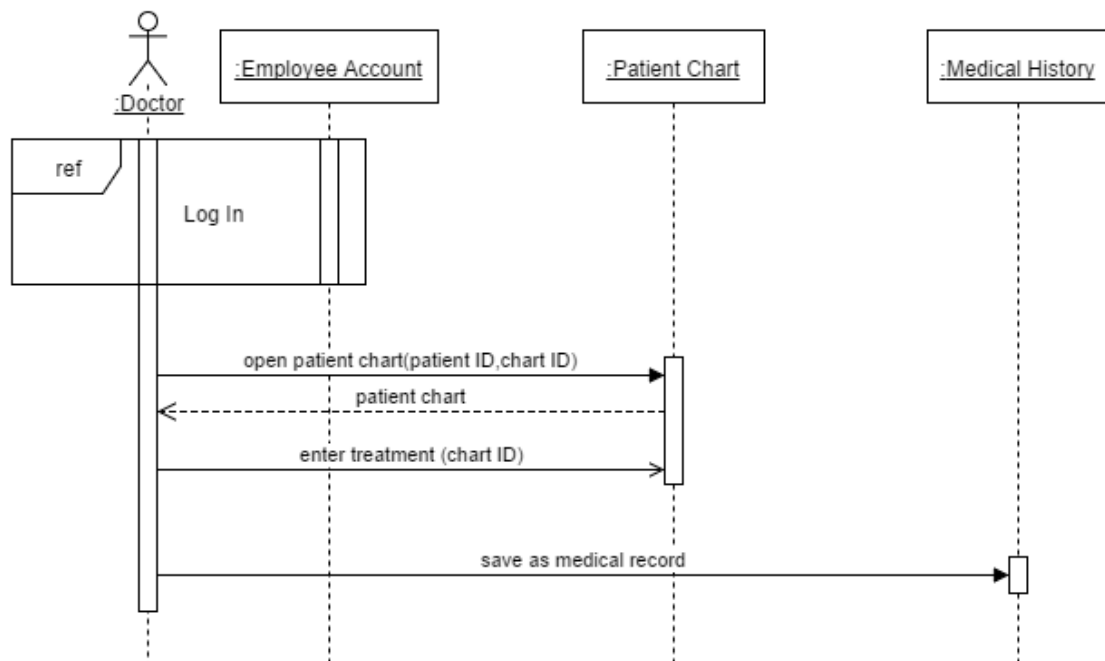 :Employee Account
:Patient Chart
:Medical History
:Doctor
ref
Log In
open patient chart(patient ID,chart ID)
patient chart
enter treatment (chart ID)
save as medical record